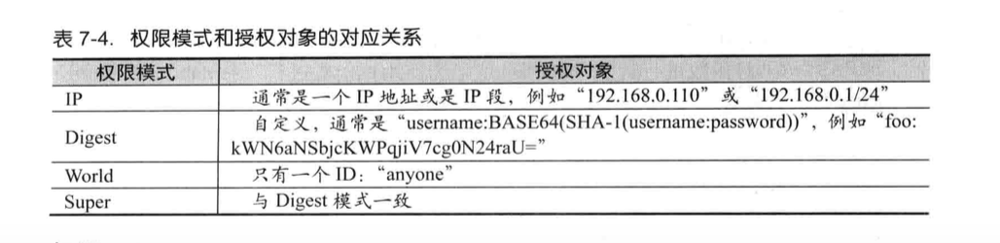 表 7-4. 权限模式和授权对象的对应关系
权限模式 授权对象
IP 通常是一个 IP 地址或是 IP 段，例如“192.168.0.110”或“192.168.0.1/24”
Digest 自定义，通常是“username:BASE64(SHA-1(username:password))”，例如“foo:
kWN6aNSbjcKWPqjiV7cg0N24raU=”
World 只有一个 ID：“anyone”
Super 与 Digest 模式一致